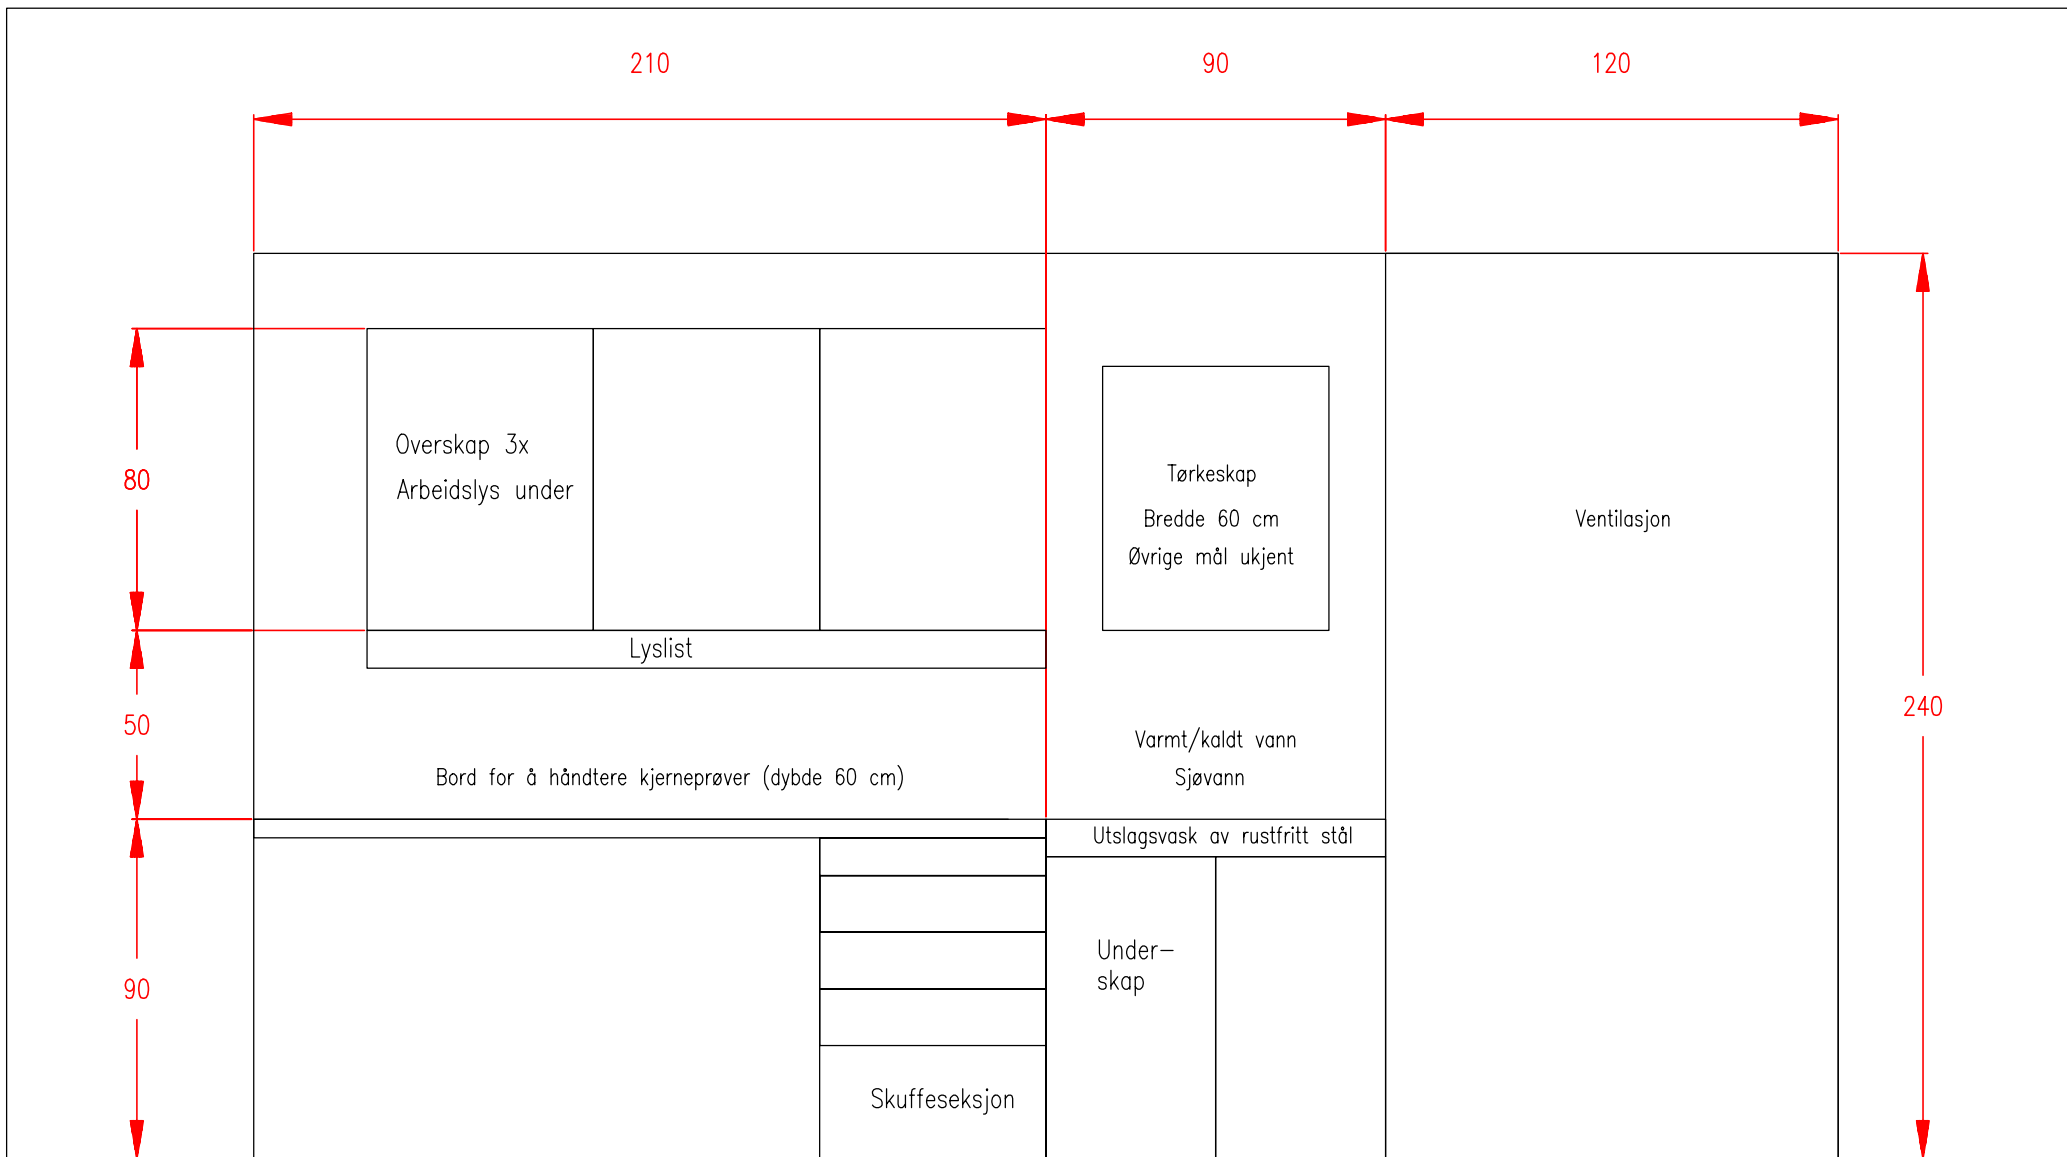 210
90
120
Overskap 3x
Arbeidslys under
80
Tørkeskap
Bredde 60 cm
Øvrige mål ukjent
Ventilasjon
Lyslist
50
240
Varmt/kaldt vann
Sjøvann
Bord for å håndtere kjerneprøver (dybde 60 cm)
Utslagsvask av rustfritt stål
90
Under-
skap
Skuffeseksjon